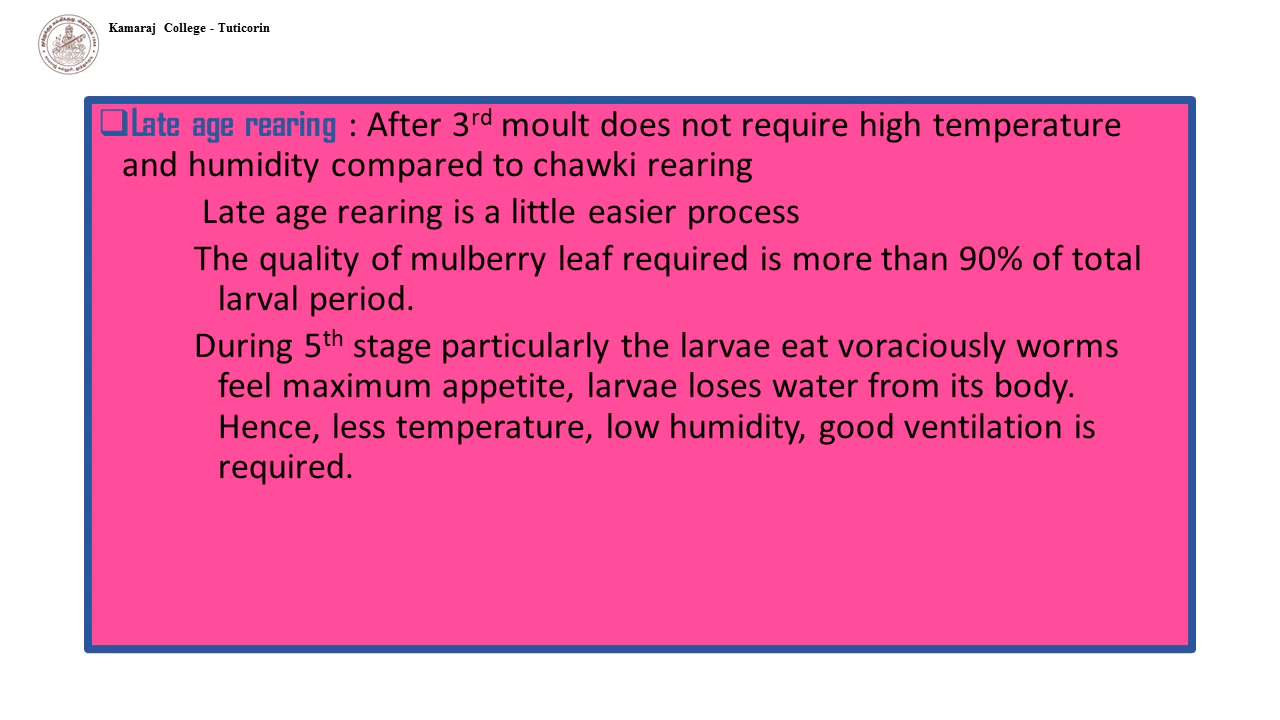 Kamaraj College - Tuticorin
❑Late age rearing : After 3rd moult does not require high temperature
and humidity compared to chawki rearing
Late age rearing is a little easier process
The quality of mulberry leaf required is more than 90% of total
larval period.
During 5th stage particularly the larvae eat voraciously worms
feel maximum appetite, larvae loses water from its body.
Hence, less temperature, low humidity, good ventilation is
required.